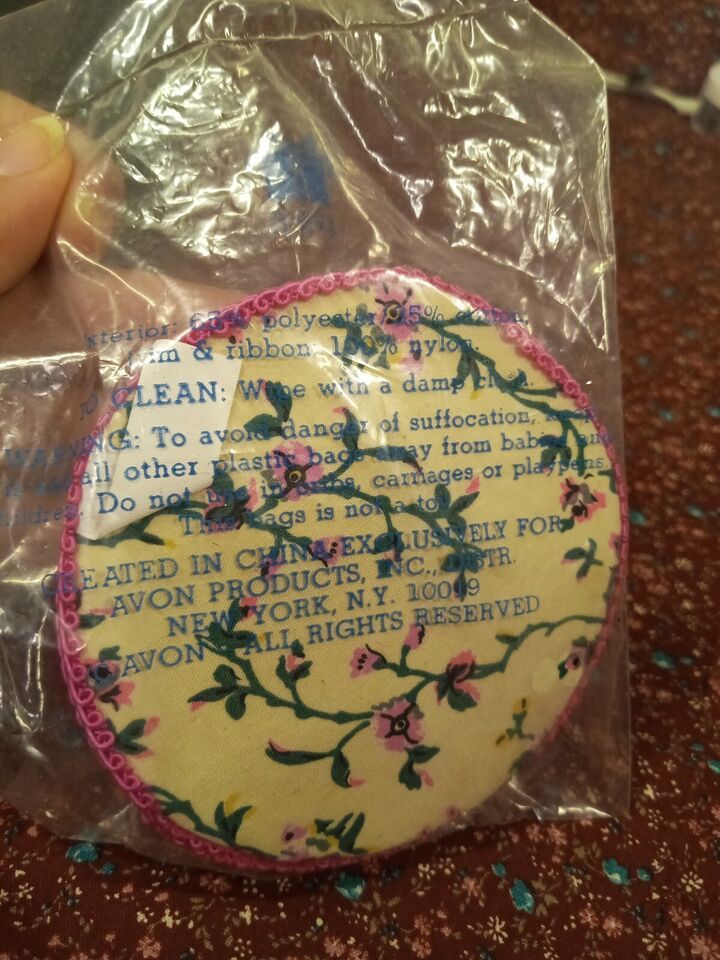 xterior: 65% polyester/35% cotton
im & ribbon: 100% nylon
TO CLEAN: Wipe with a damp cloth.
WARNING: To avoid danger of suffocation, keep
all other plastic bags away from babies and
children. Do not use in cribs, carriages or playpens.
This bags is not a toy
CREATED IN CHINA EXCLUSIVELY FOR
AVON PRODUCTS, INC., DISTR.
NEW YORK, N.Y. 10019
© AVON ALL RIGHTS RESERVED